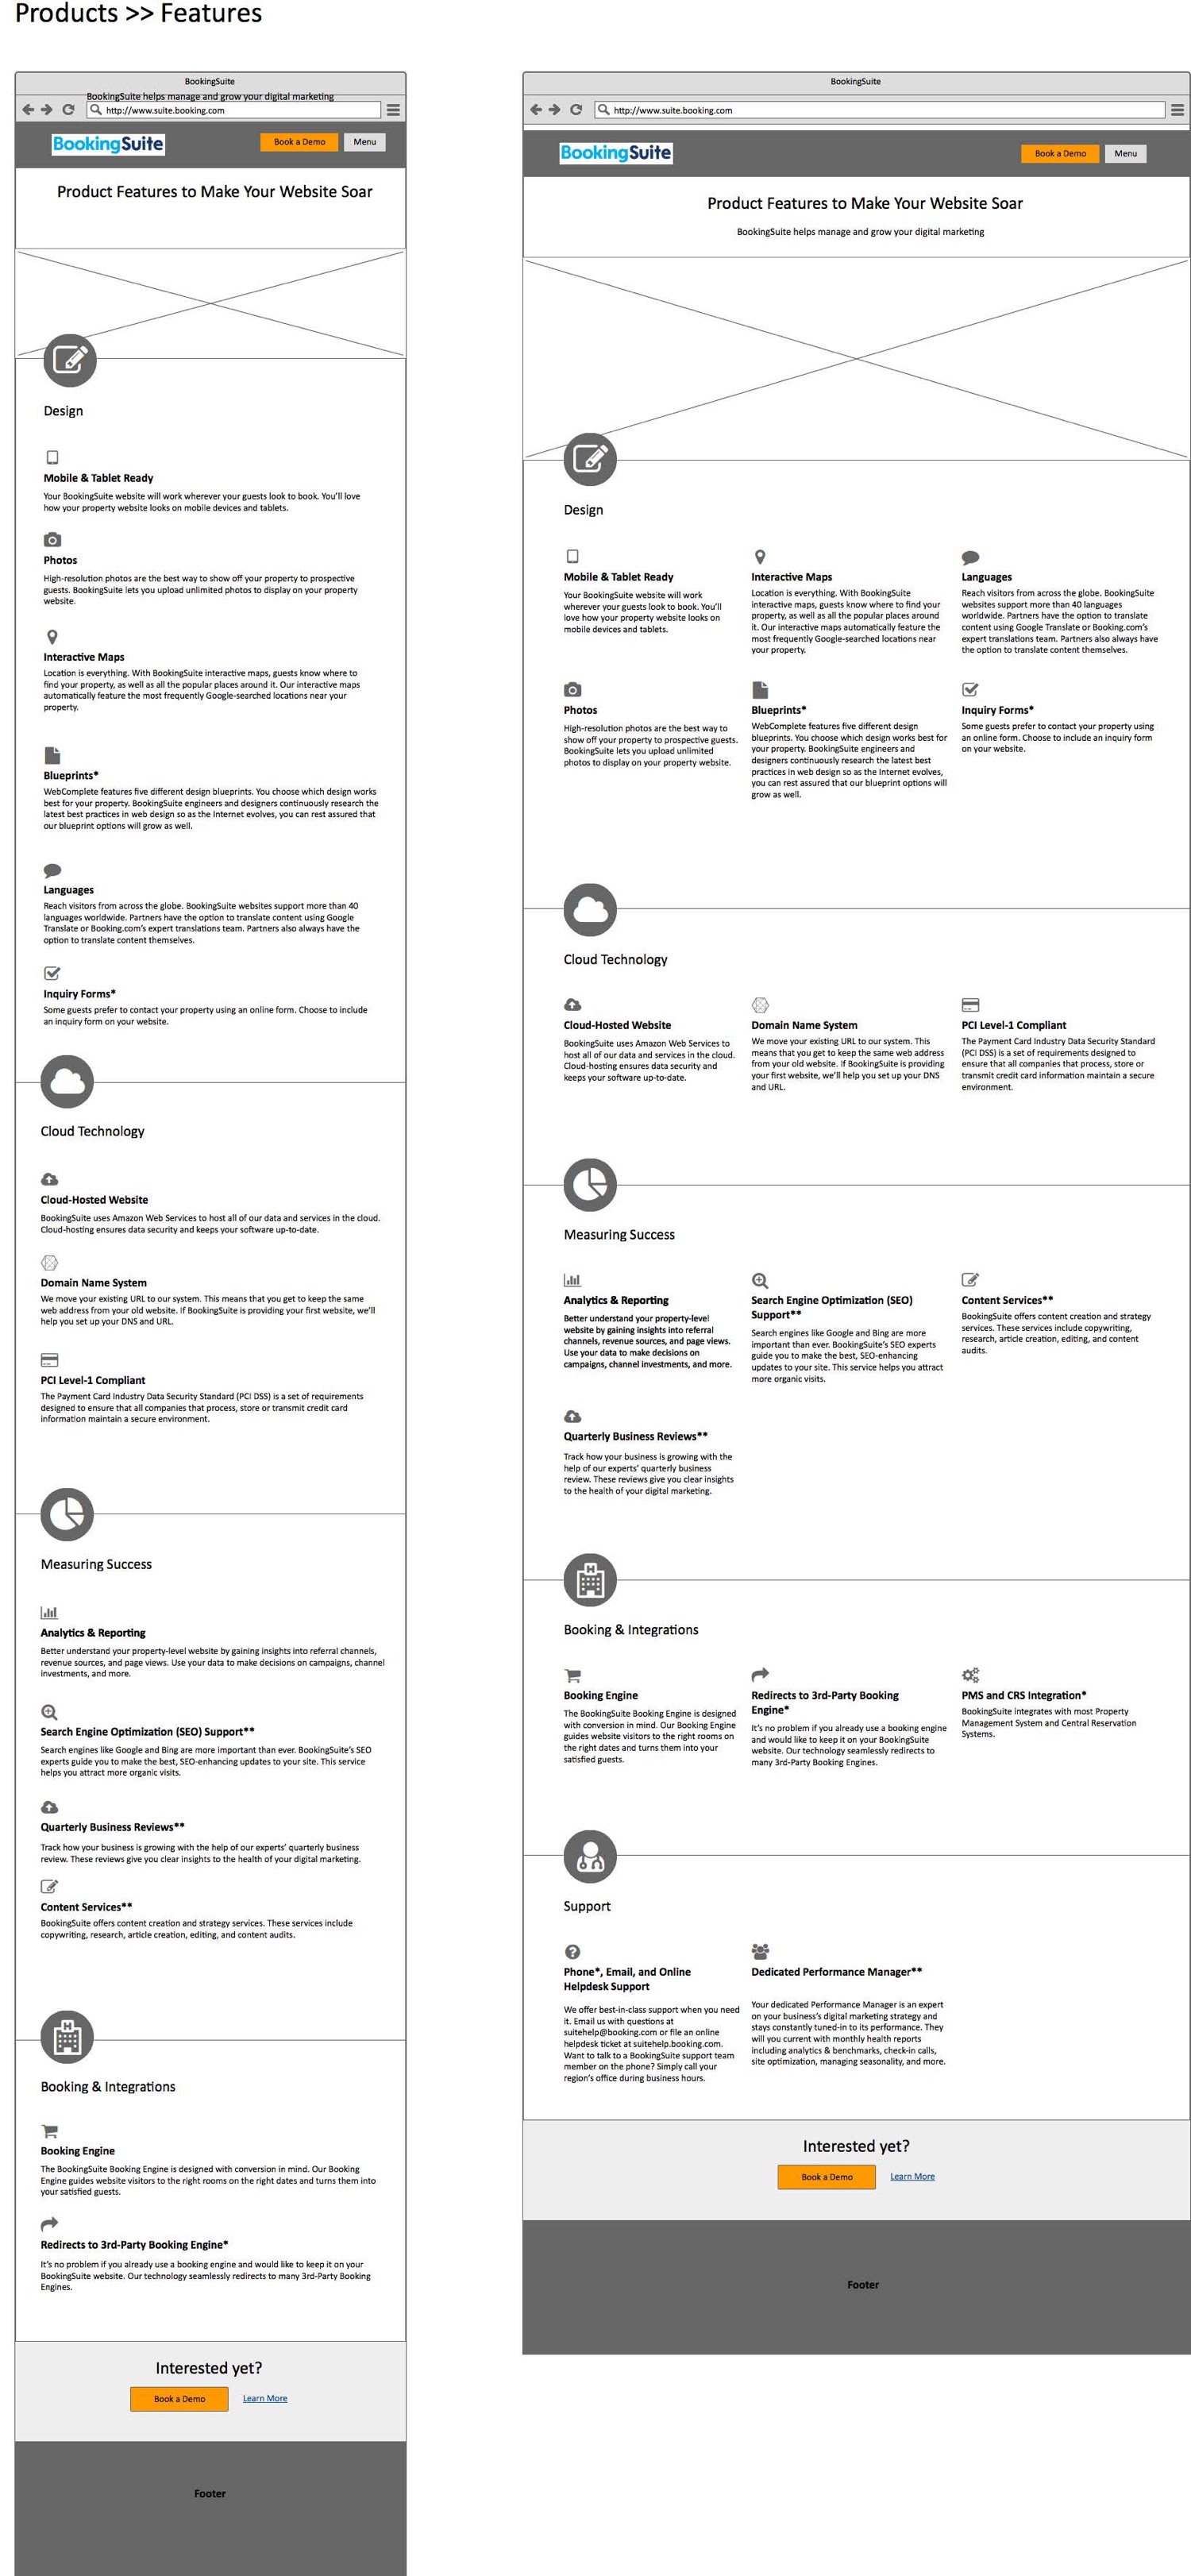 Products >> Features
BookingSuite
BookingSuite helps manage and grow your digital marketing
http://www.suite.booking.com
BookingSuite
Book a Demo
Menu
Product Features to Make Your Website Soar
Design
Mobile & Tablet Ready
Your BookingSuite website will work wherever your guests look to book. You'll love
how your property website looks on mobile devices and tablets.
Photos
High-resolution photos are the best way to show off your property to prospective
guests. BookingSuite lets you upload unlimited photos to display on your property
website.
Interactive Maps
Location is everything. With BookingSuite interactive maps, guests know where to
find your property, as well as all the popular places around it. Our interactive maps
automatically feature the most frequently Google-searched locations near your
property.
Blueprints*
WebComplete features five different design blueprints. You choose which design works
best for your property. BookingSuite engineers and designers continuously research the
latest best practices in web design so as the Internet evolves, you can rest assured that
our blueprint options will grow as well.
Languages
Reach visitors from across the globe. BookingSuite websites support more than 40
languages worldwide. Partners have the option to translate content using Google
Translate or Booking.com's expert translations team. Partners also always have the
option to translate content themselves.
Inquiry Forms*
Some guests prefer to contact your property using an online form. Choose to include
an inquiry form on your website.
Cloud Technology
Cloud-Hosted Website
BookingSuite uses Amazon Web Services to host all of our data and services in the cloud.
Cloud-hosting ensures data security and keeps your software up-to-date.
Domain Name System
We move your existing URL to our system. This means that you get to keep the same
web address from your old website. If BookingSuite is providing your first website, we'll
help you set up your DNS and URL.
PCI Level-1 Compliant
The Payment Card Industry Data Security Standard (PCI DSS) is a set of requirements
designed to ensure that all companies that process, store or transmit credit card
information maintain a secure environment.
Measuring Success
Analytics & Reporting
Better understand your property-level website by gaining insights into referral channels,
revenue sources, and page views. Use your data to make decisions on campaigns, channel
investments, and more.
Search Engine Optimization (SEO) Support**
Search engines like Google and Bing are more important than ever. BookingSuite's SEO
experts guide you to make the best, SEO-enhancing updates to your site. This service
helps you attract more organic visits.
Quarterly Business Reviews**
Track how your business is growing with the help of our experts' quarterly business
review. These reviews give you clear insights to the health of your digital marketing.
Content Services**
BookingSuite offers content creation and strategy services. These services include
copywriting, research, article creation, editing, and content audits.
Booking & Integrations
Booking Engine
The BookingSuite Booking Engine is designed with conversion in mind. Our Booking
Engine guides website visitors to the right rooms on the right dates and turns them into
your satisfied guests.
Redirects to 3rd-Party Booking Engine*
It's no problem if you already use a booking engine and would like to keep it on your
BookingSuite website. Our technology seamlessly redirects to many 3rd-Party Booking
Engines.
Interested yet?
Book a Demo
Learn More
Footer
BookingSuite
http://www.suite.booking.com
BookingSuite
Book a Demo
Menu
Product Features to Make Your Website Soar
BookingSuite helps manage and grow your digital marketing
Design
Mobile & Tablet Ready
Your BookingSuite website will work
wherever your guests look to book. You'll
love how your property website looks on
mobile devices and tablets.
Interactive Maps
Location is everything. With BookingSuite
interactive maps, guests know where to find your
property, as well as all the popular places around
it. Our interactive maps automatically feature the
most frequently Google-searched locations near
your property.
Languages
Reach visitors from across the globe. BookingSuite
websites support more than 40 languages
worldwide. Partners have the option to translate
content using Google Translate or Booking.com's
expert translations team. Partners also always have
the option to translate content themselves.
Photos
High-resolution photos are the best way to
show off your property to prospective guests.
BookingSuite lets you upload unlimited
photos to display on your property website.
Blueprints*
WebComplete features five different design
blueprints. You choose which design works best for
your property. BookingSuite engineers and
designers continuously research the latest best
practices in web design so as the Internet evolves,
you can rest assured that our blueprint options will
grow as well.
Inquiry Forms*
Some guests prefer to contact your property using
an online form. Choose to include an inquiry form
on your website.
Cloud Technology
Cloud-Hosted Website
BookingSuite uses Amazon Web Services to
host all of our data and services in the cloud.
Cloud-hosting ensures data security and
keeps your software up-to-date.
Domain Name System
We move your existing URL to our system. This
means that you get to keep the same web address
from your old website. If BookingSuite is providing
your first website, we'll help you set up your DNS
and URL.
PCI Level-1 Compliant
The Payment Card Industry Data Security Standard
(PCI DSS) is a set of requirements designed to
ensure that all companies that process, store or
transmit credit card information maintain a secure
environment.
Measuring Success
Analytics & Reporting
Better understand your property-level
website by gaining insights into referral
channels, revenue sources, and page views.
Use your data to make decisions on
campaigns, channel investments, and more.
Search Engine Optimization (SEO)
Support**
Search engines like Google and Bing are more
important than ever. BookingSuite's SEO experts
guide you to make the best, SEO-enhancing
updates to your site. This service helps you attract
more organic visits.
Content Services**
BookingSuite offers content creation and strategy
services. These services include copywriting,
research, article creation, editing, and content
audits.
Quarterly Business Reviews**
Track how your business is growing with the
help of our experts' quarterly business
review. These reviews give you clear insights
to the health of your digital marketing.
Booking & Integrations
Booking Engine
The BookingSuite Booking Engine is designed
with conversion in mind. Our Booking Engine
guides website visitors to the right rooms on
the right dates and turns them into your
satisfied guests.
Redirects to 3rd-Party Booking
Engine*
It's no problem if you already use a booking engine
and would like to keep it on your BookingSuite
website. Our technology seamlessly redirects to
many 3rd-Party Booking Engines.
PMS and CRS Integration*
BookingSuite integrates with most Property
Management System and Central Reservation
Systems.
Support
Phone*, Email, and Online
Helpdesk Support
We offer best-in-class support when you need
it. Email us with questions at
suitehelp@booking.com or file an online
helpdesk ticket at suitehelp.booking.com.
Want to talk to a BookingSuite support team
member on the phone? Simply call your
region's office during business hours.
Dedicated Performance Manager**
Your dedicated Performance Manager is an expert
on your business's digital marketing strategy and
stays constantly tuned-in to its performance. They
will you current with monthly health reports
including analytics & benchmarks, check-in calls,
site optimization, managing seasonality, and more.
Interested yet?
Book a Demo
Learn More
Footer